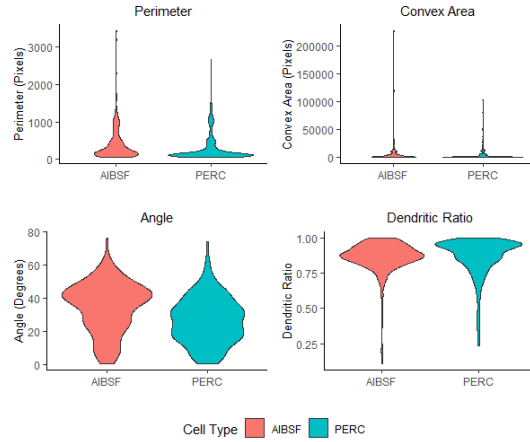 Perimeter
Perimeter (Pixels)
3000
2000
1000
0
AIBSF PERC
Convex Area
Convex Area (Pixels)
200000
150000
100000
50000
0
AIBSF PERC
Angle
Angle (Degrees)
80
60
40
20
0
AIBSF PERC
Dendritic Ratio
Dendritic Ratio
1.00
0.75
0.50
0.25
AIBSF PERC
Cell Type AIBSF PERC